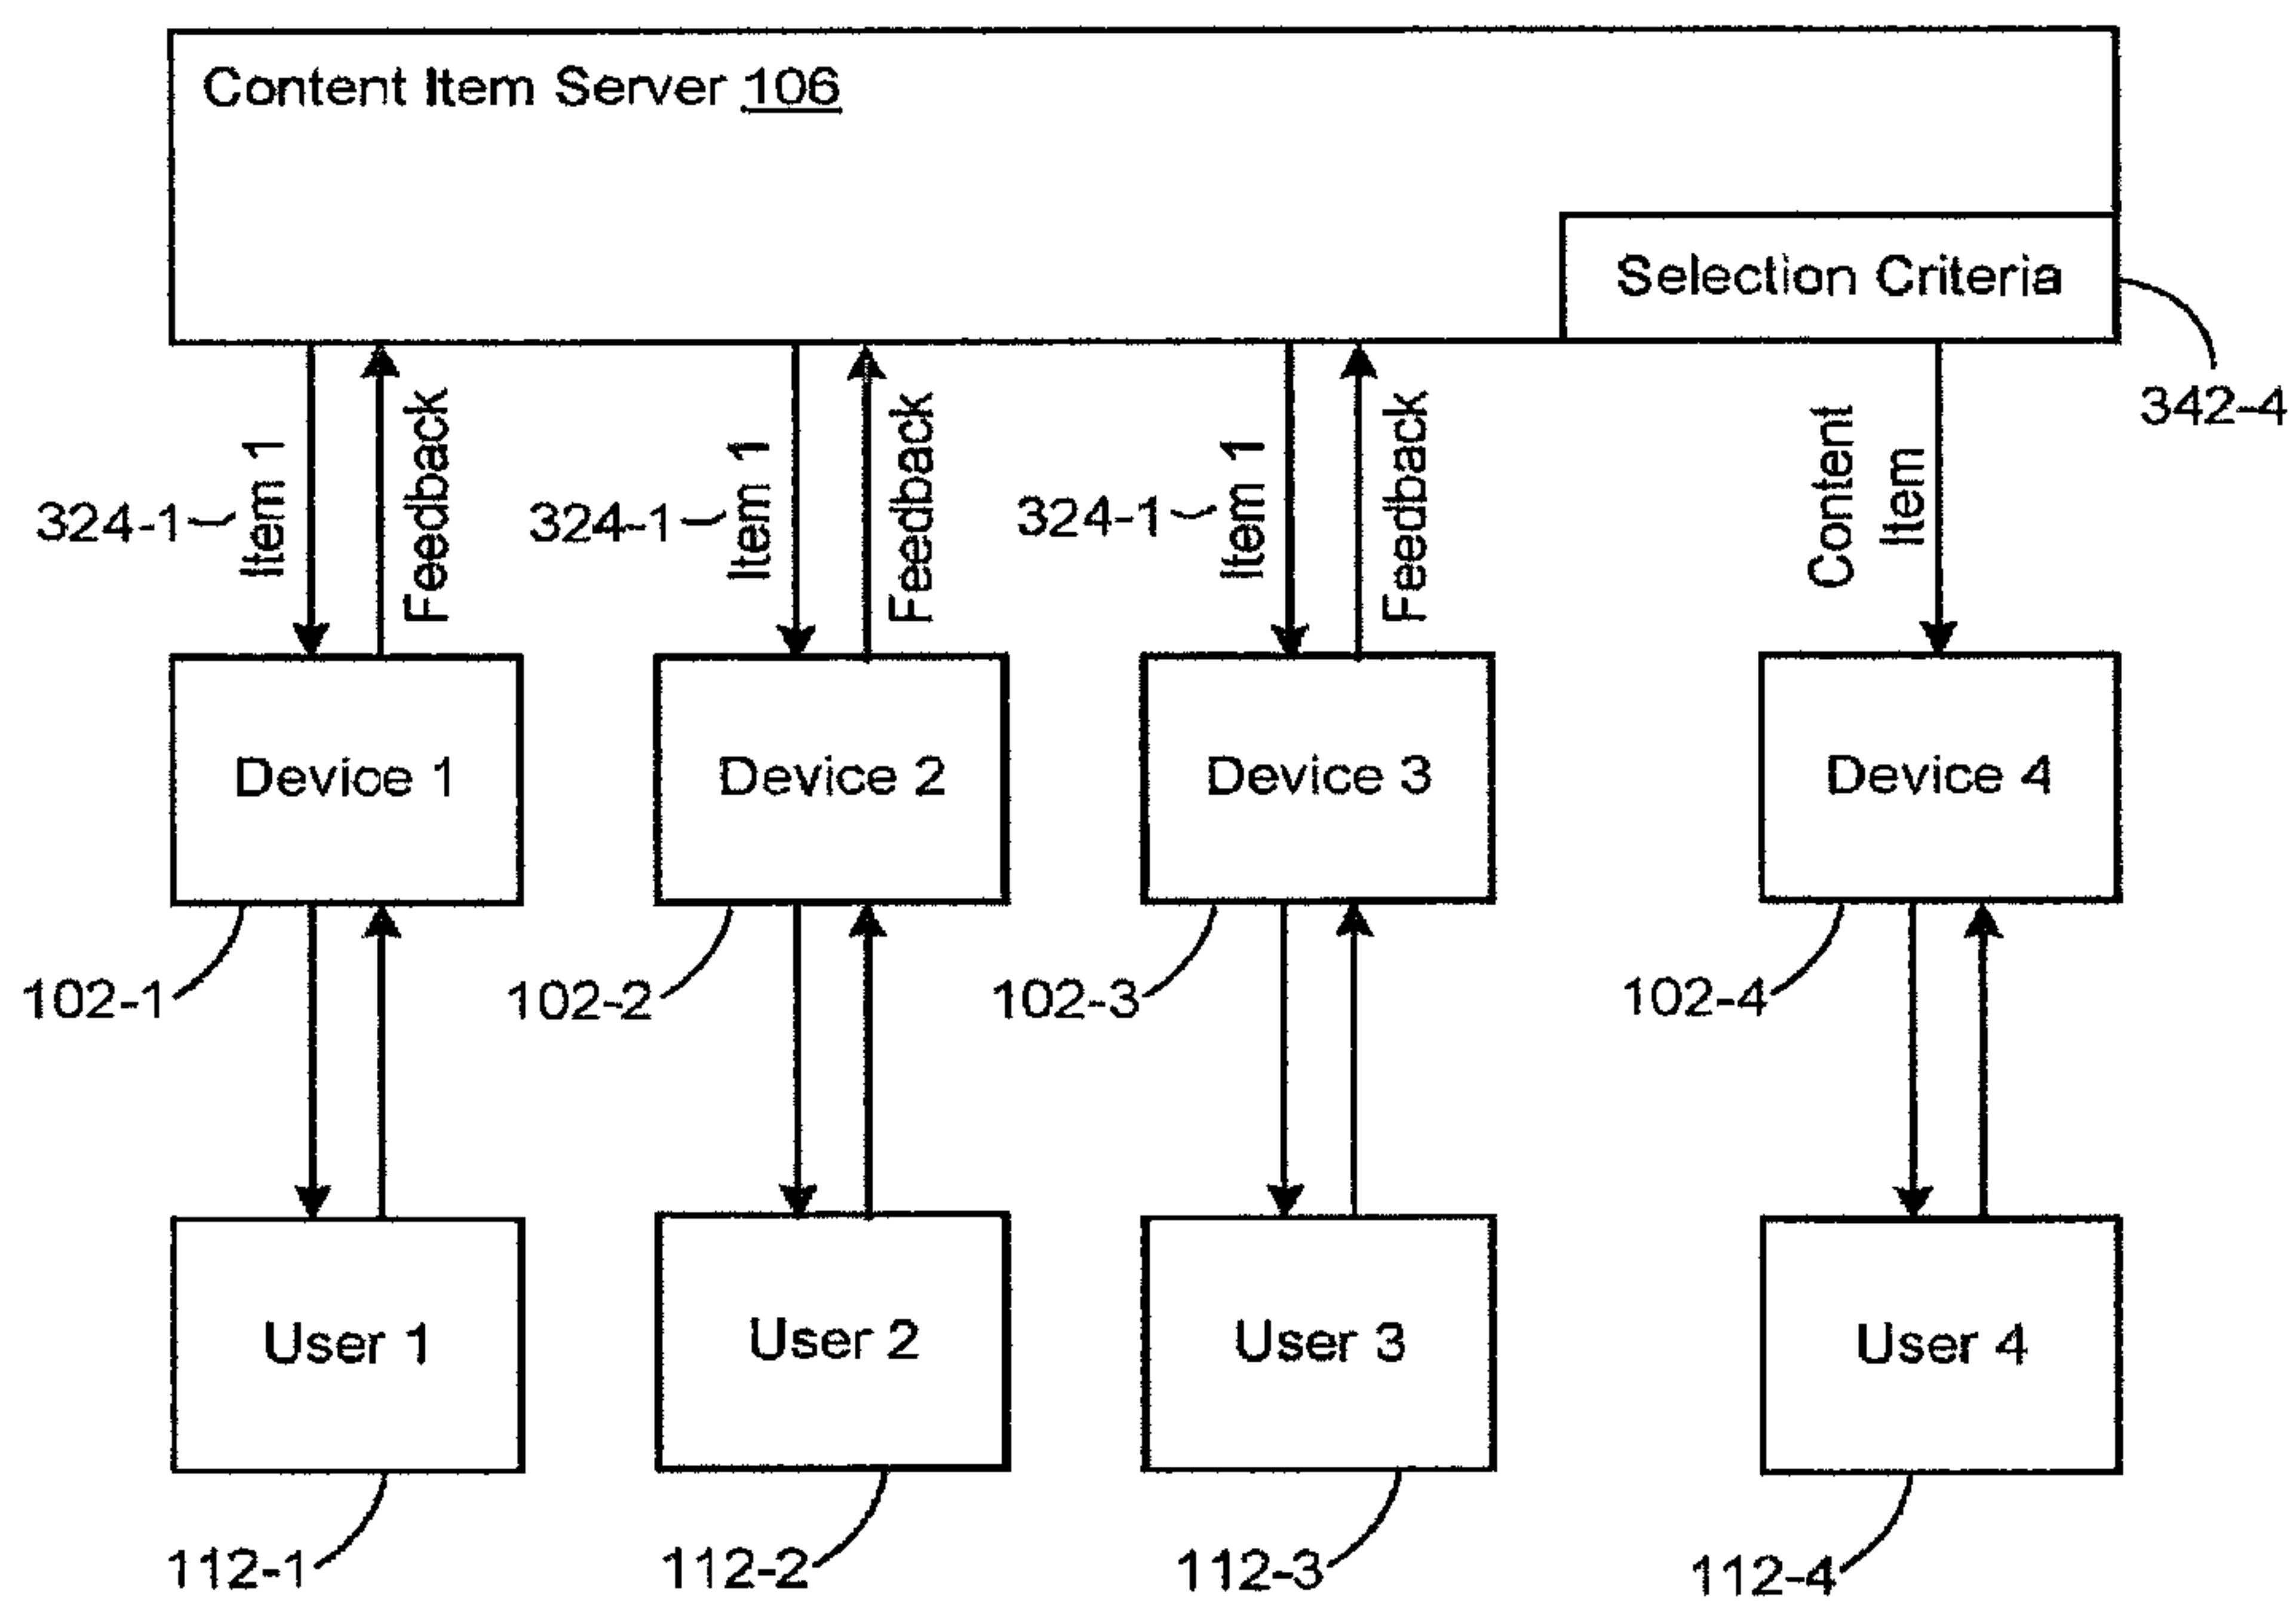 Content Item Server 106
Selection Criteria
342-4
324-1
Item 1
Feedback
324-1
Item 1
Feedback
324-1
Item 1
Feedback
Content
Item
Device 1
Device 2
Device 3
Device 4
102-1
102-2
102-3
102-4
User 1
User 2
User 3
User 4
112-1
112-2
112-3
112-4